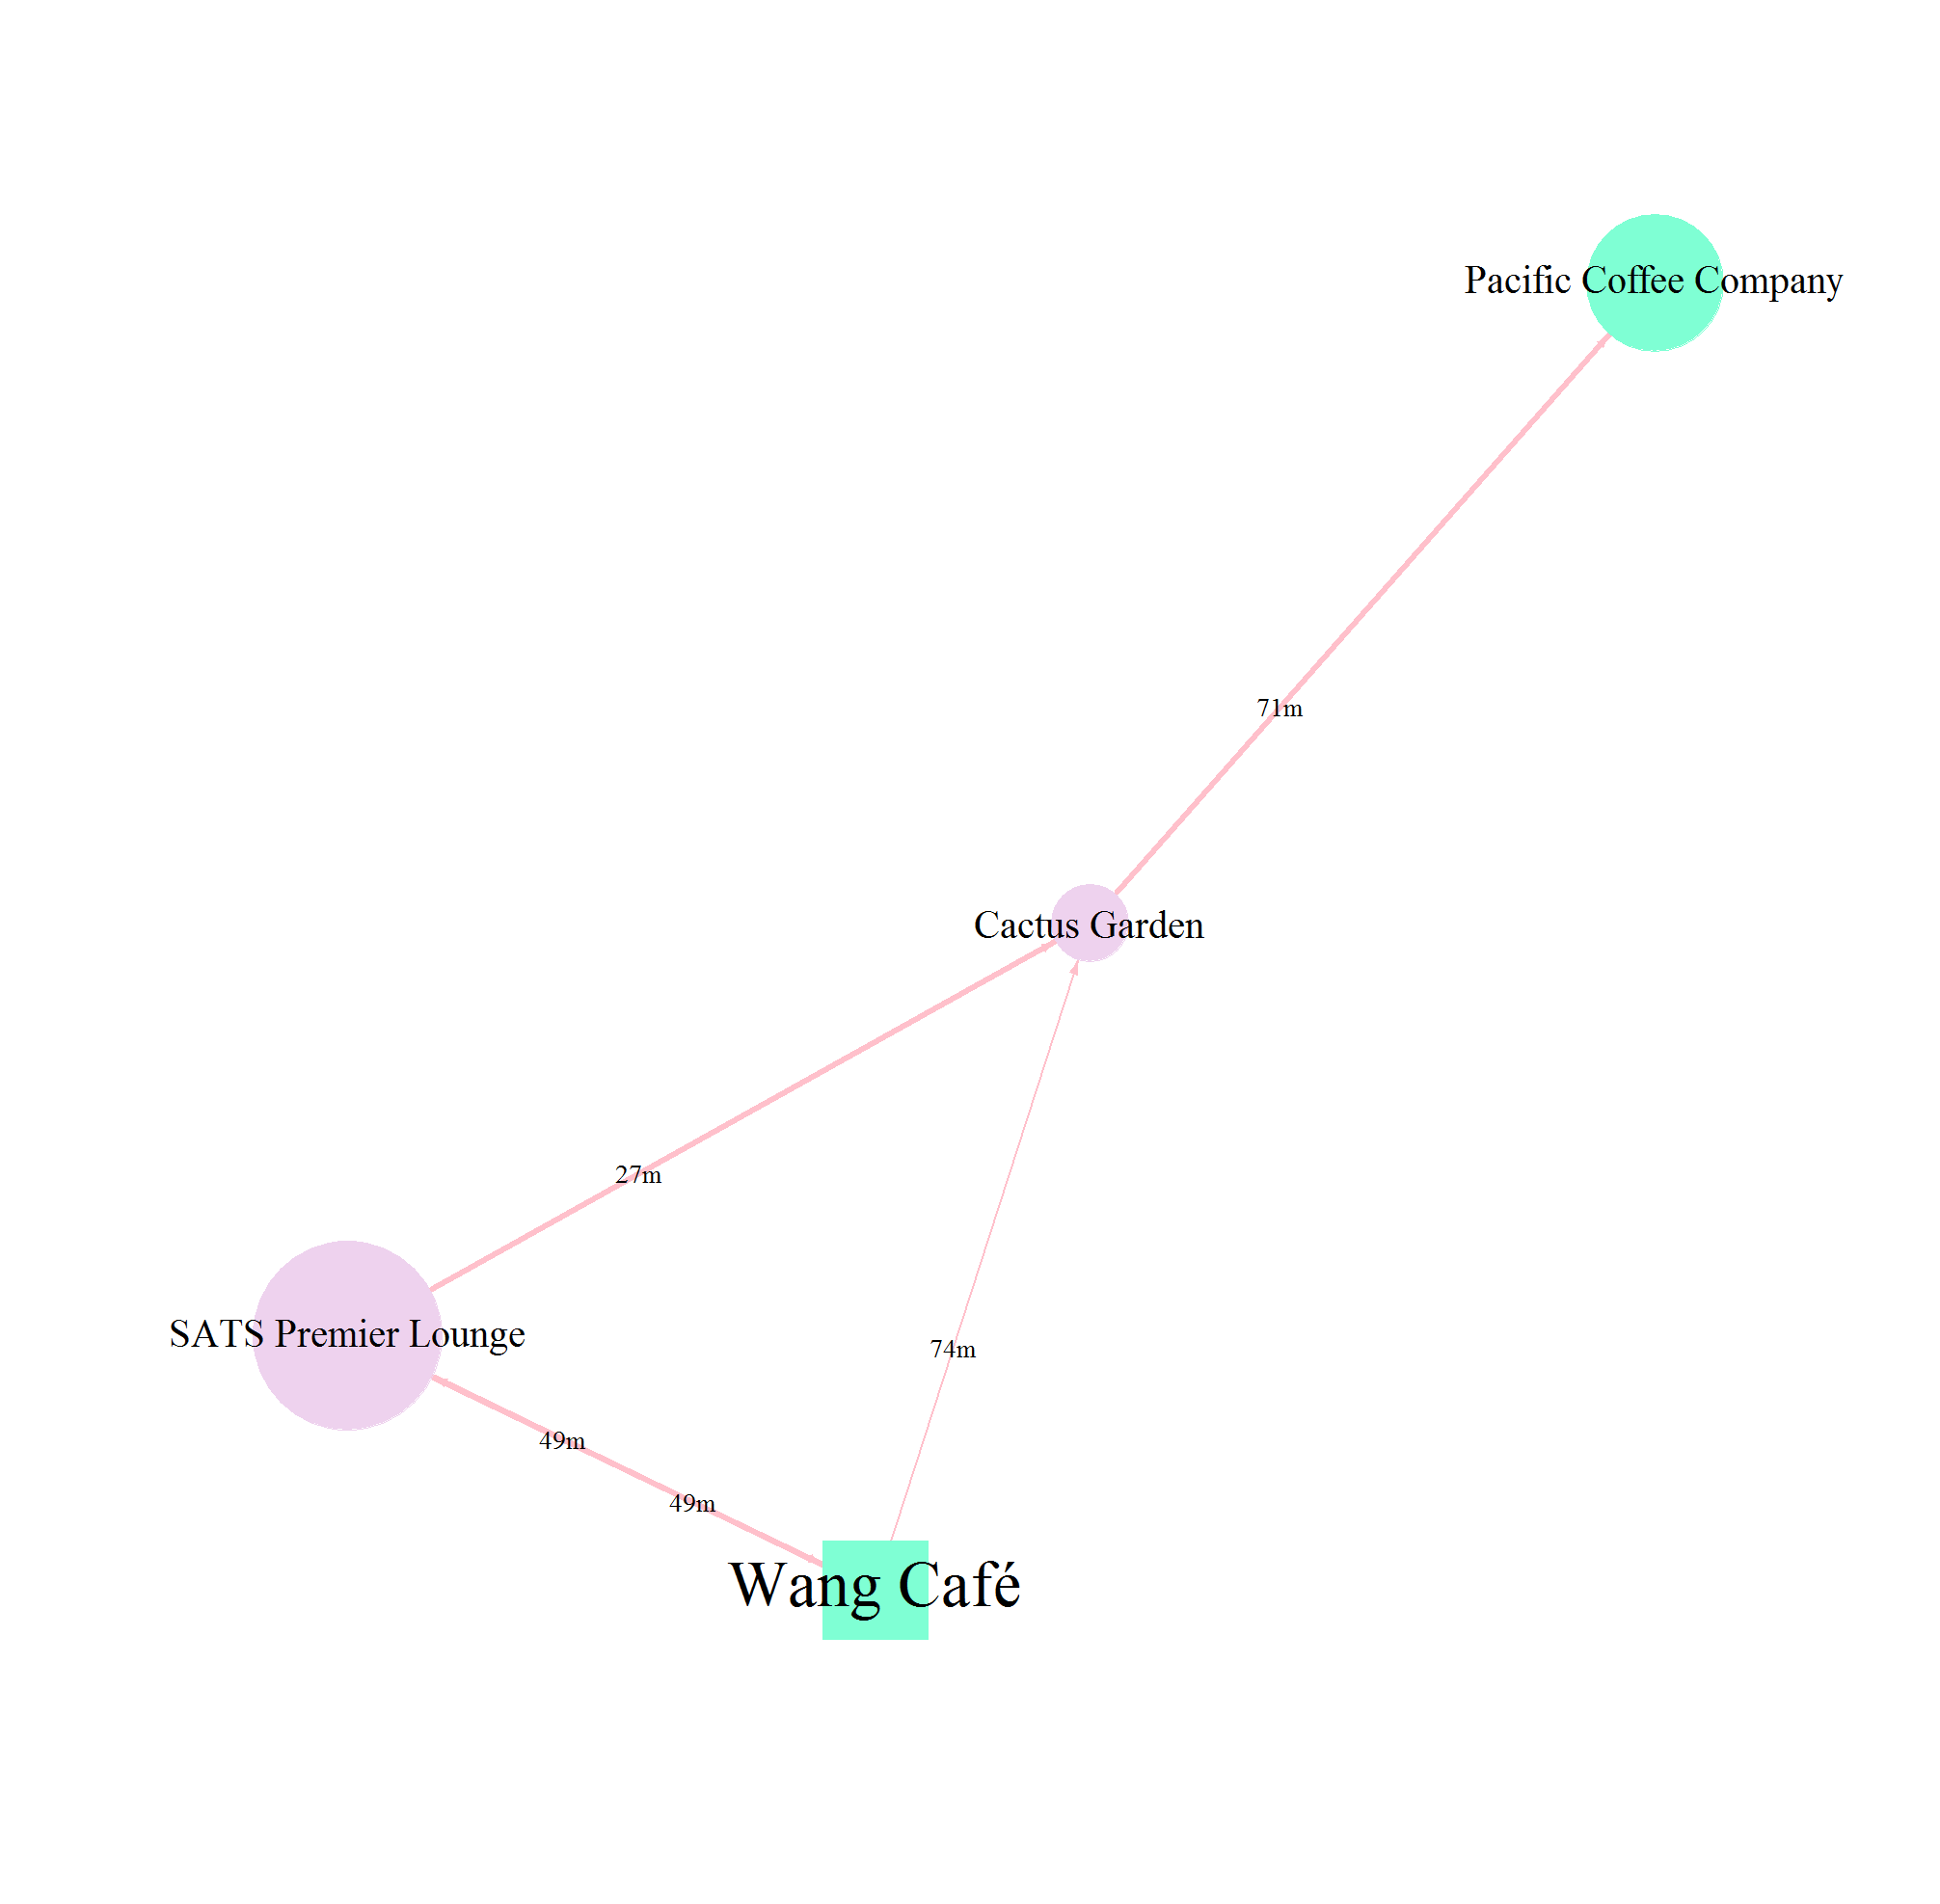 Pacific Coffee Company
71m
Cactus Garden
27m
SATS Premier Lounge
74m
49m
49m
Wang Café